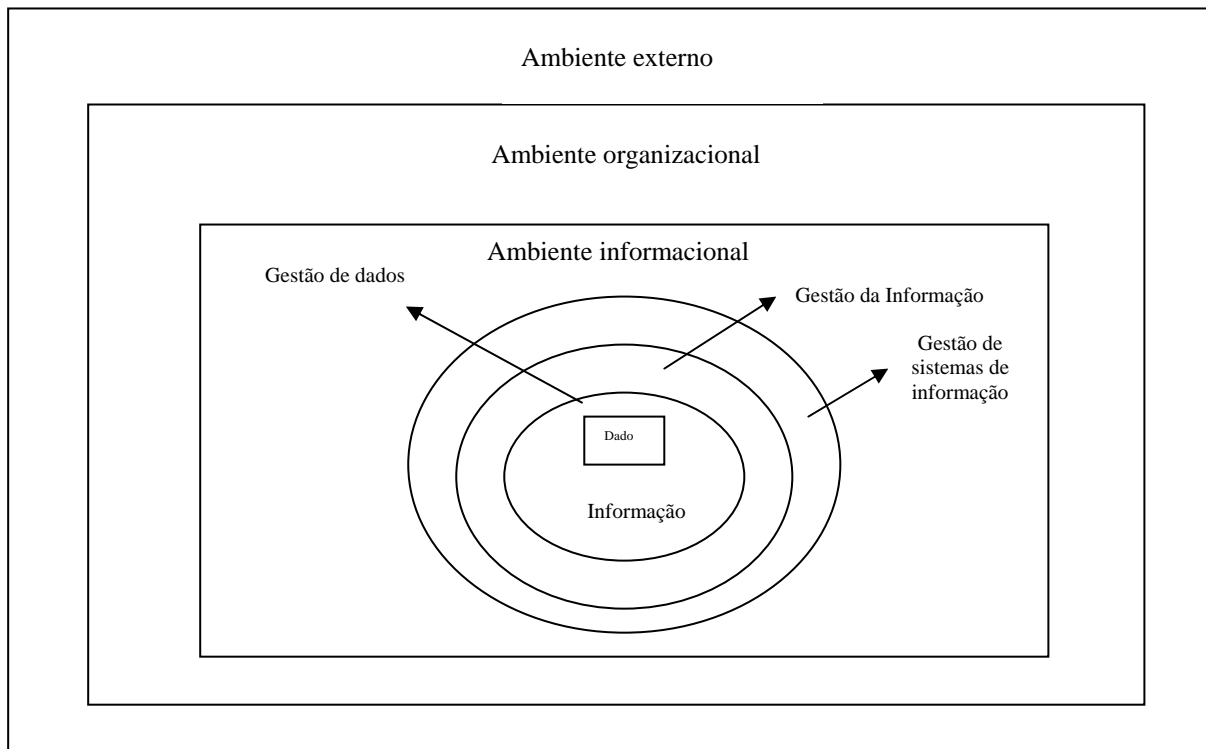 Ambiente externo
Ambiente organizacional
Ambiente informacional
Gestão de dados
Gestão da Informação
Gestão de
sistemas de
informação
Dado
Informação